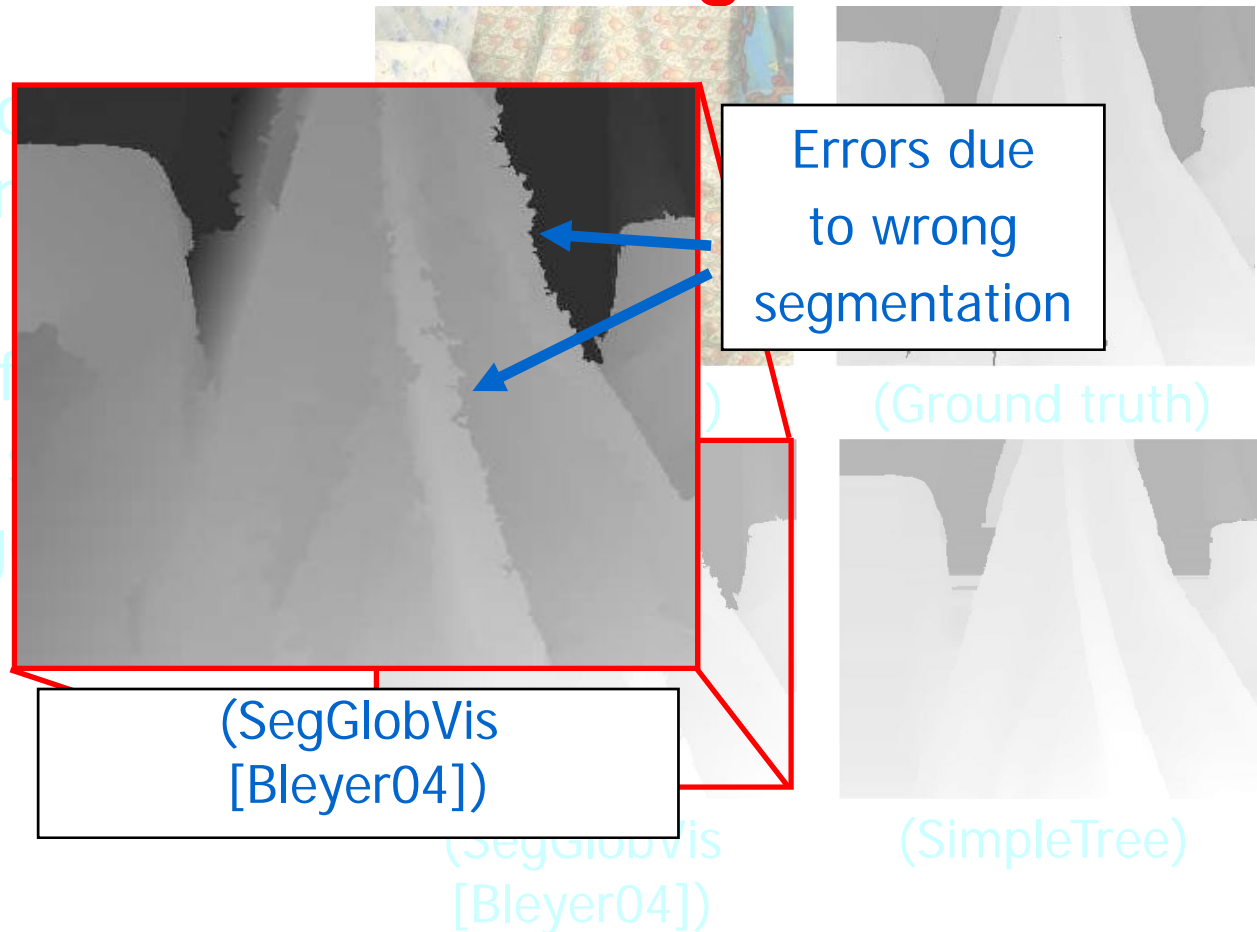 Errors due
to wrong
segmentation
(Ground truth)
(SegGlobVis
[Bleyer04])
(SegGlobVis
[Bleyer04])
(SimpleTree)